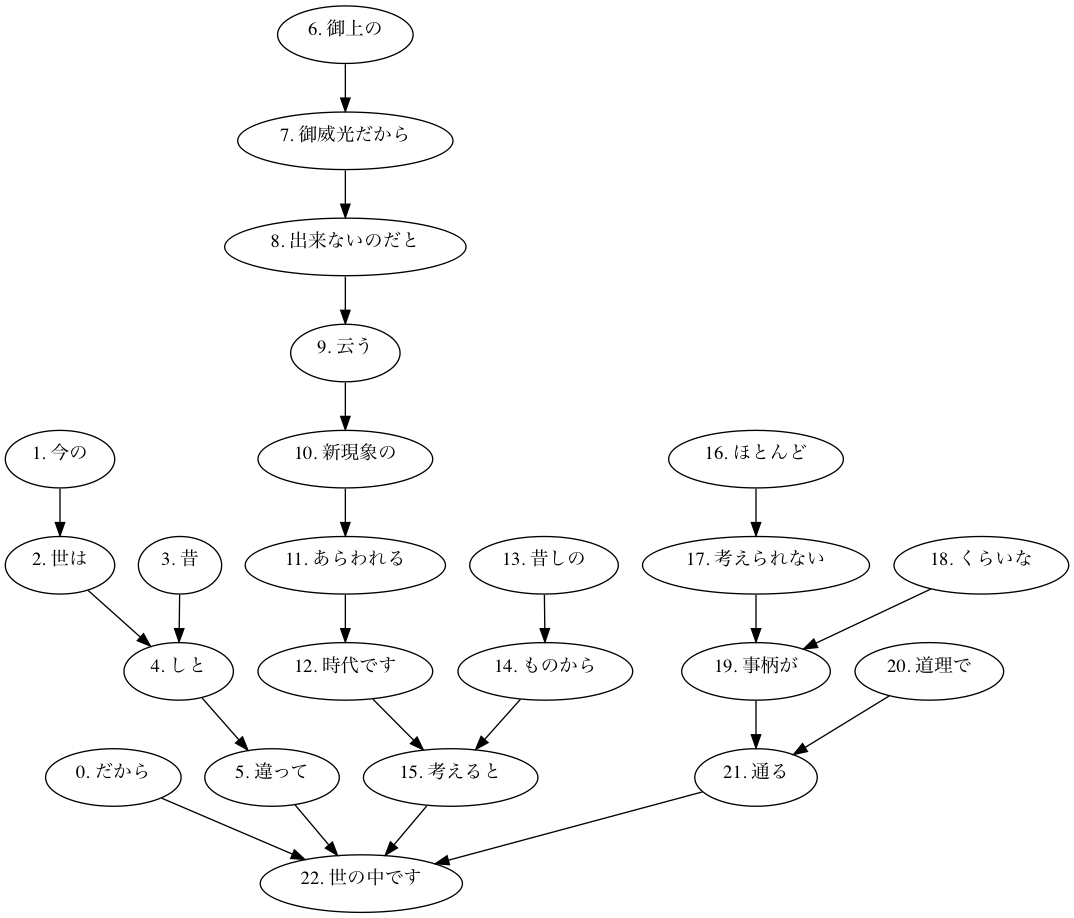 6. 御上の
7. 御威光だから
8. 出来ないのだと
9. 云う
1. 今の
10. 新現象の
16. ほとんど
2. 世は
3. 昔
11. あらわれる
13. 昔しの
17. 考えられない
18. くらいな
4. しと
12. 時代です
14. ものから
19. 事柄が
20. 道理で
0. だから
5. 違って
15. 考えると
21. 通る
22. 世の中です